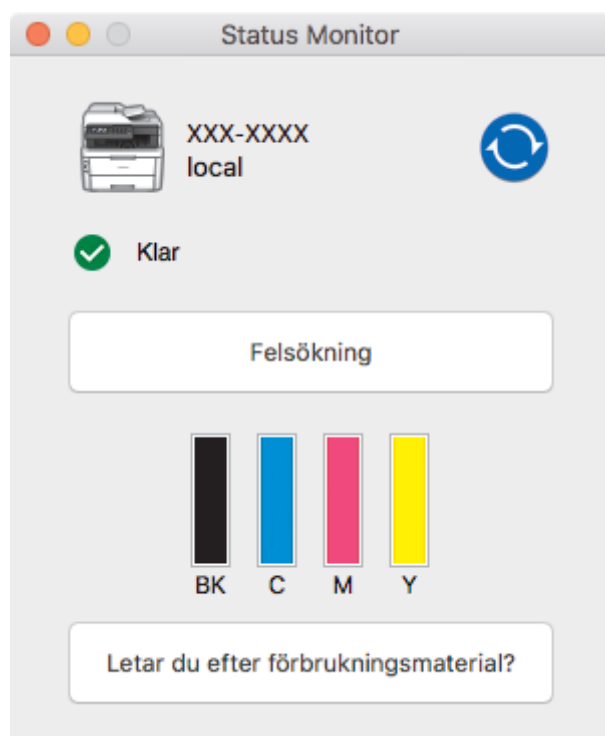 Status Monitor
XXX-XXXX
local
Klar
Felsökning
BK C M Y
Letar du efter förbrukningsmaterial?